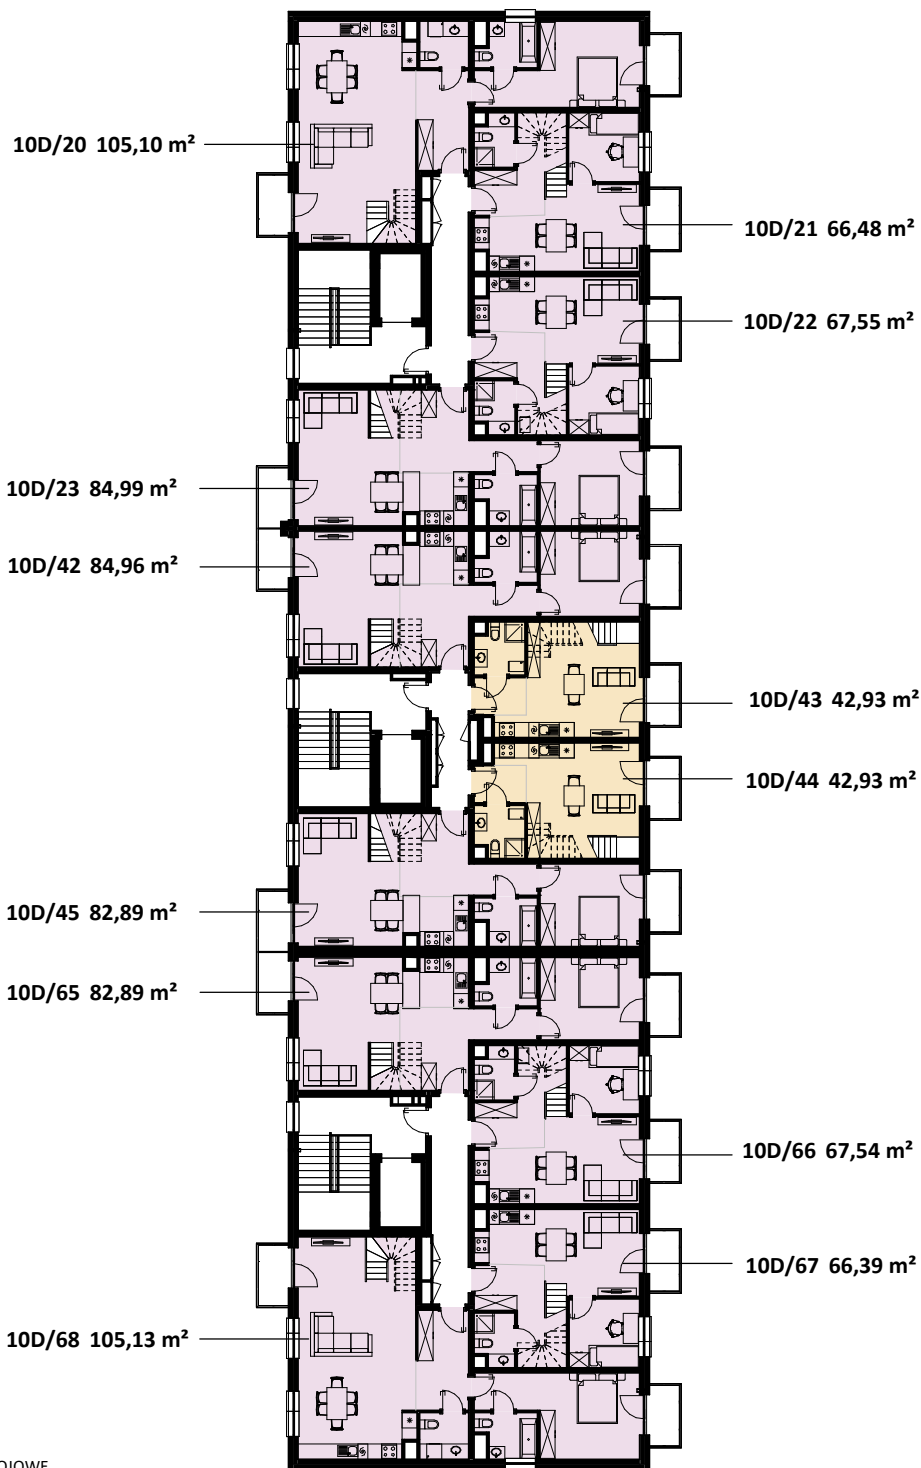 10D/20 105,10 m²
10D/21 66,48 m²
10D/22 67,55 m²
10D/23 84,99 m²
10D/42 84,96 m²
10D/43 42,93 m²
10D/44 42,93 m²
10D/45 82,89 m²
10D/65 82,89 m²
10D/66 67,54 m²
10D/67 66,39 m²
10D/68 105,13 m²